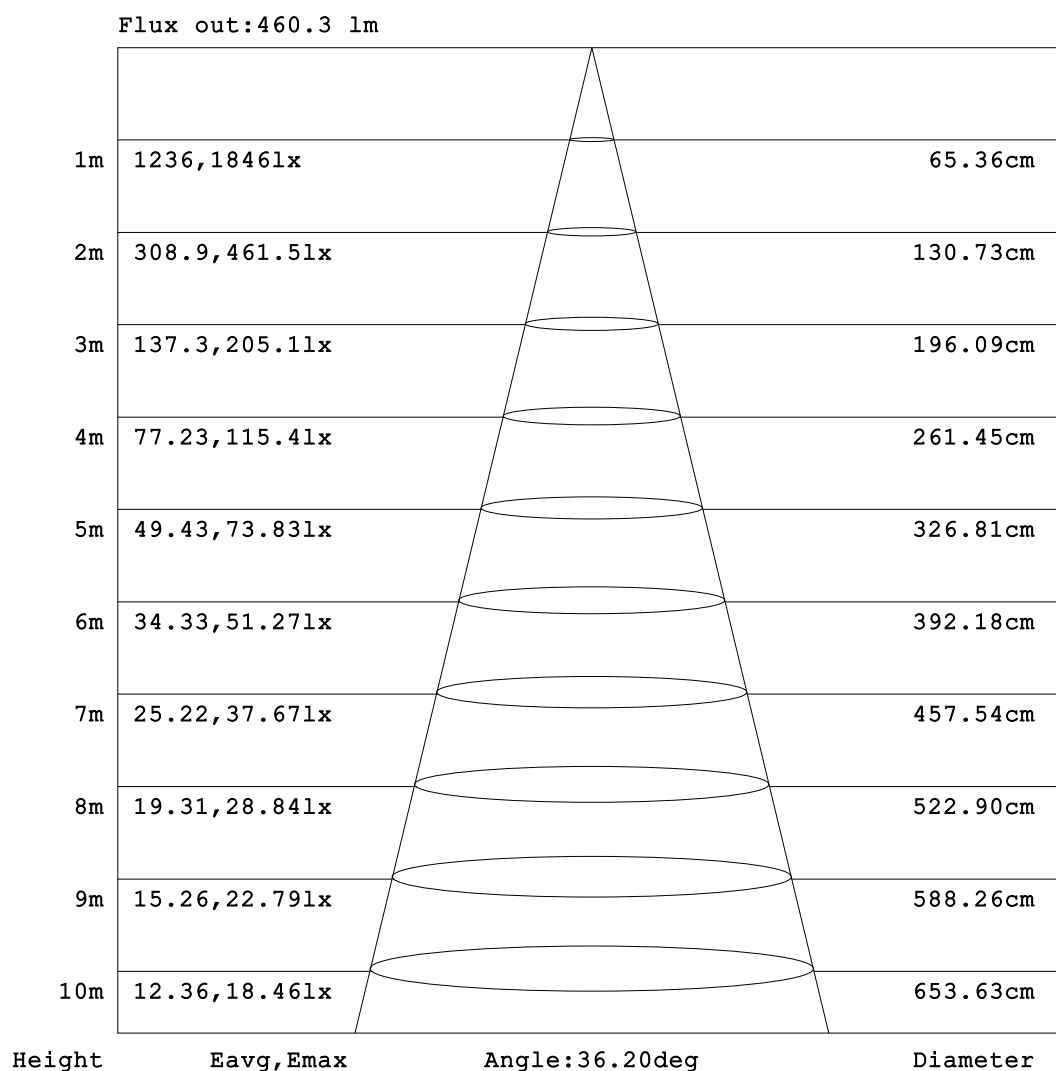 Flux out:460.3 lm
1m 1236,1846lx 65.36cm
2m 308.9,461.5lx 130.73cm
3m 137.3,205.1lx 196.09cm
4m 77.23,115.4lx 261.45cm
5m 49.43,73.83lx 326.81cm
6m 34.33,51.27lx 392.18cm
7m 25.22,37.67lx 457.54cm
8m 19.31,28.84lx 522.90cm
9m 15.26,22.79lx 588.26cm
10m 12.36,18.46lx 653.63cm
Height Eavg,Emax Angle:36.20deg Diameter